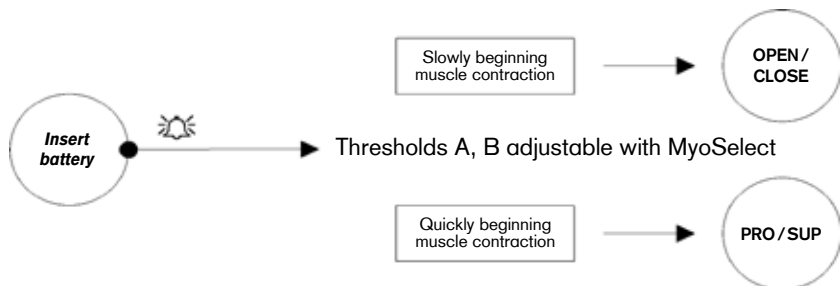 Slowly beginning
muscle contraction
OPEN /
CLOSE
Insert
battery
Thresholds A, B adjustable with MyoSelect
Quickly beginning
muscle contraction
PRO / SUP